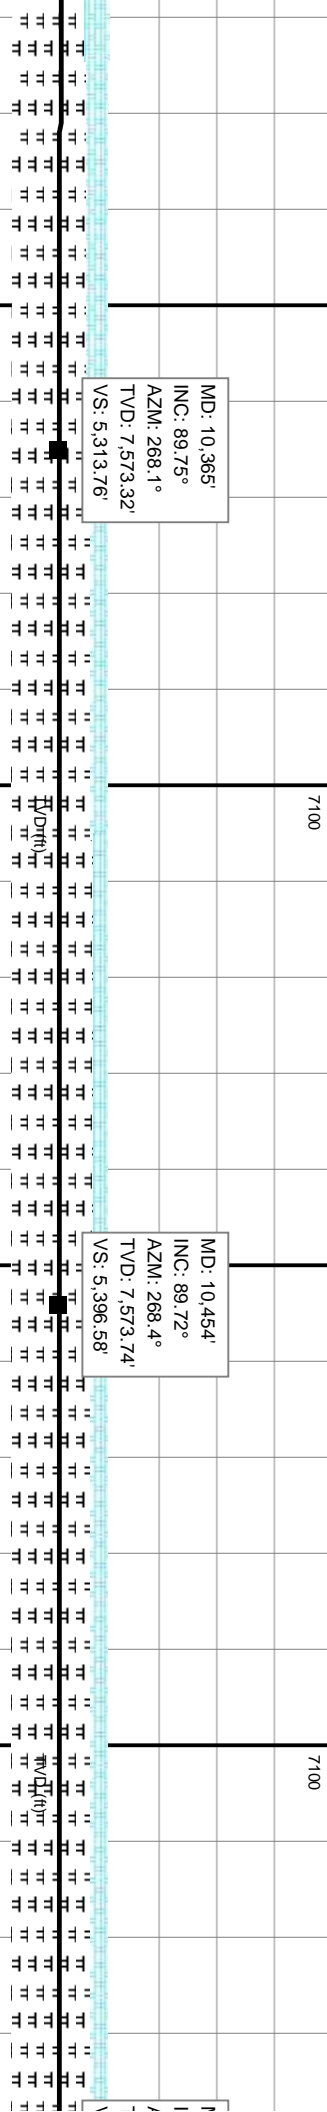 MD: 10,365'
INC: 89.75°
AZM: 268.1°
TVD: 7,573.32'
VS: 5,313.76'
7100
TVD (ft)
MD: 10,454'
INC: 89.72°
AZM: 268.4°
TVD: 7,573.74'
VS: 5,396.58'
7100
TVD (ft)